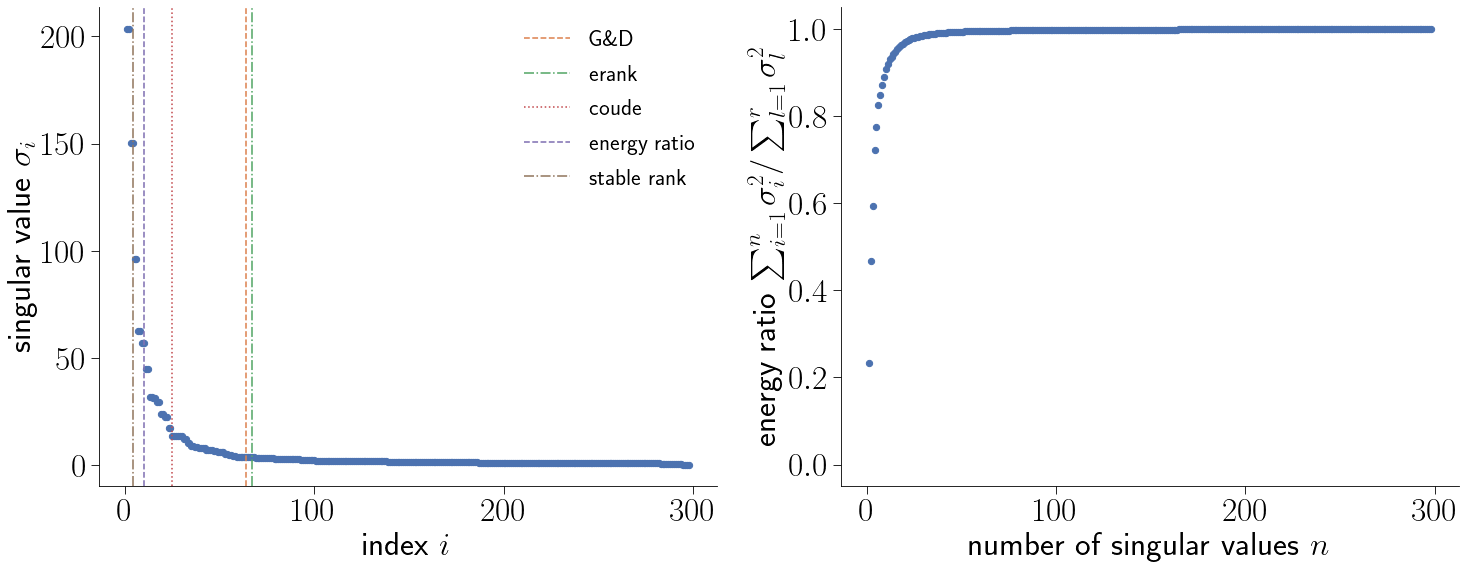 singular value σ_i
200
150
100
50
0
0
100
200
300
index i
G&D
erank
coude
energy ratio
stable rank
energy ratio ∑_{i=1}^{n} σ_i^2 / ∑_{l=1}^{r} σ_l^2
1.0
0.8
0.6
0.4
0.2
0.0
0
100
200
300
number of singular values n